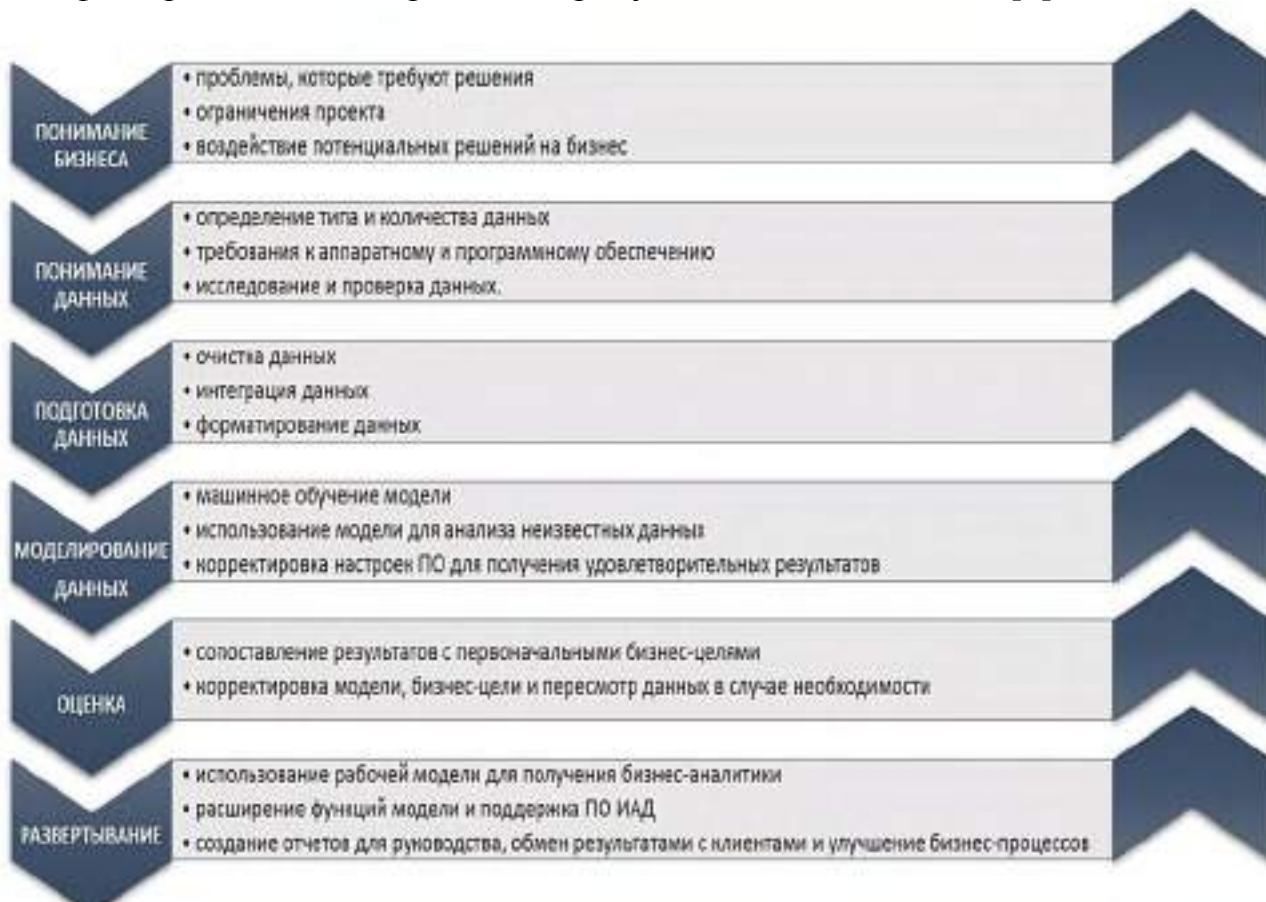 • проблемы, которые требуют решения
• ограничения проекта
• воздействие потенциальных решений на бизнес
ПОНИМАНИЕ
БИЗНЕСА
• определение типа и количества данных
• требования к аппаратному и программному обеспечению
• исследование и проверка данных.
ПОНИМАНИЕ
ДАННЫХ
• очистка данных
• интеграция данных
• форматирование данных
ПОДГОТОВКА
ДАННЫХ
• машинное обучение модели
• использование модели для анализа неизвестных данных
• корректировка настроек ПО для получения удовлетворительных результатов
МОДЕЛИРОВАНИЕ
ДАННЫХ
• сопоставление результатов с первоначальными бизнес-целями
• корректировка модели, бизнес-цели и пересмотр данных в случае необходимости
ОЦЕНКА
• использование рабочей модели для получения бизнес-аналитики
• расширение функций модели и поддержка ПО ИАД
• создание отчетов для руководства, обмен результатами с клиентами и улучшение бизнес-процессов
РАЗВЕРТЫВАНИЕ